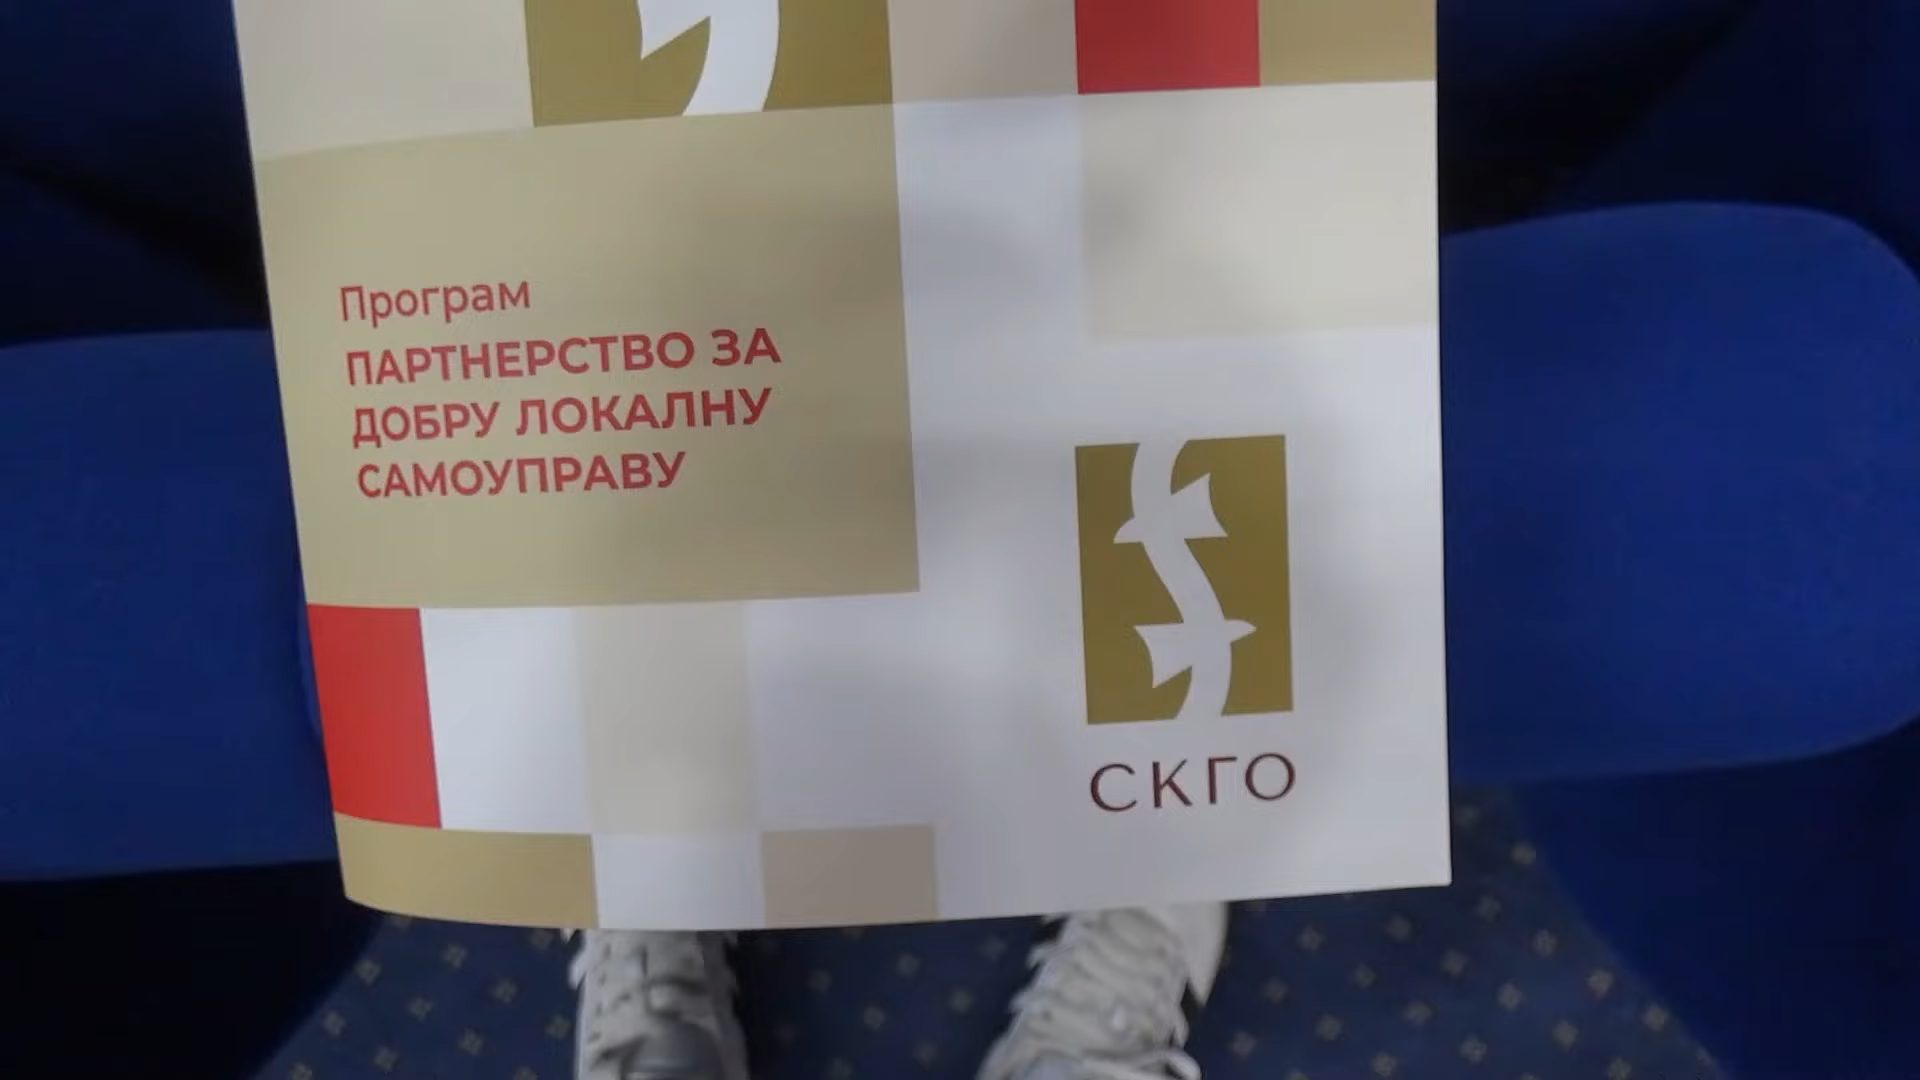 Програм
ПАРТНЕРСТВО ЗА
ДОБРУ ЛОКАЛНУ
САМОУПРАВУ
СКГО